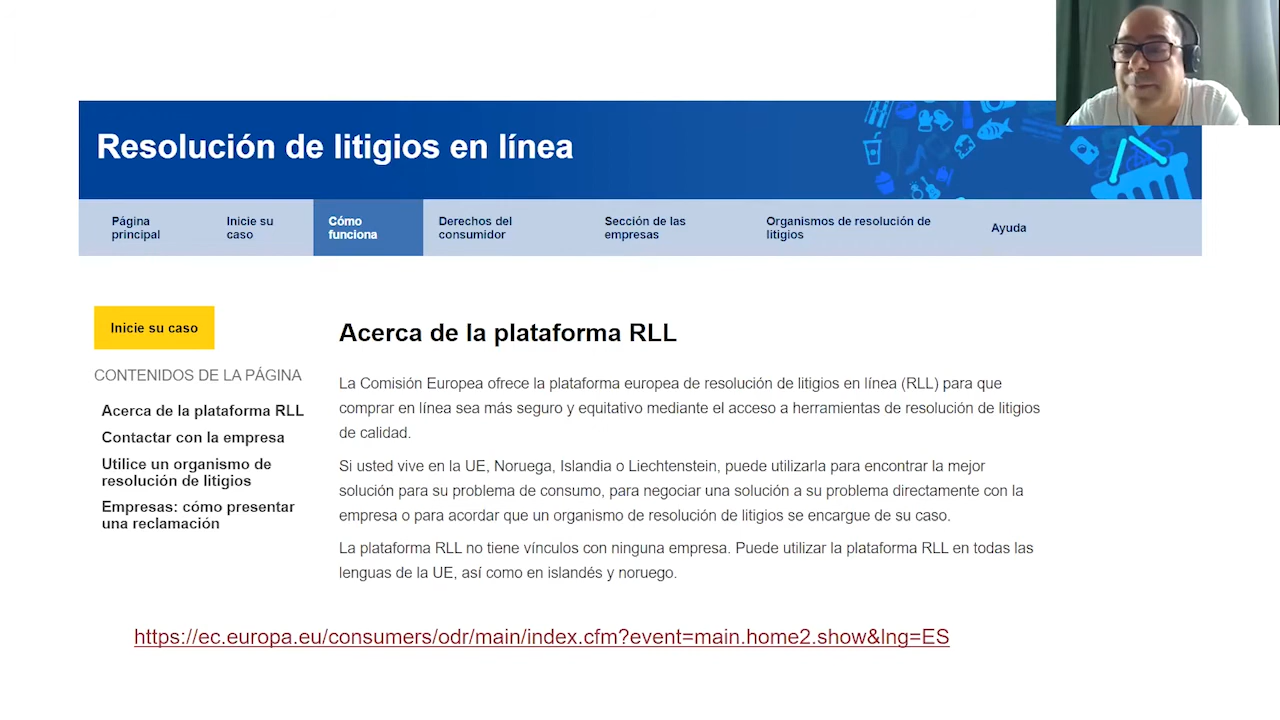 Resolución de litigios en línea
Página
principal
Inicie su
caso
Cómo
funciona
Derechos del
consumidor
Sección de las
empresas
Organismos de resolución de
litigios
Ayuda
Inicie su caso
CONTENIDOS DE LA PÁGINA
Acerca de la plataforma RLL
Contactar con la empresa
Utilice un organismo de
resolución de litigios
Empresas: cómo presentar
una reclamación
Acerca de la plataforma RLL
La Comisión Europea ofrece la plataforma europea de resolución de litigios en línea (RLL) para que
comprar en línea sea más seguro y equitativo mediante el acceso a herramientas de resolución de litigios
de calidad.
Si usted vive en la UE, Noruega, Islandia o Liechtenstein, puede utilizarla para encontrar la mejor
solución para su problema de consumo, para negociar una solución a su problema directamente con la
empresa o para acordar que un organismo de resolución de litigios se encargue de su caso.
La plataforma RLL no tiene vínculos con ninguna empresa. Puede utilizar la plataforma RLL en todas las
lenguas de la UE, así como en islandés y noruego.
https://ec.europa.eu/consumers/odr/main/index.cfm?event=main.home2.show&lng=ES